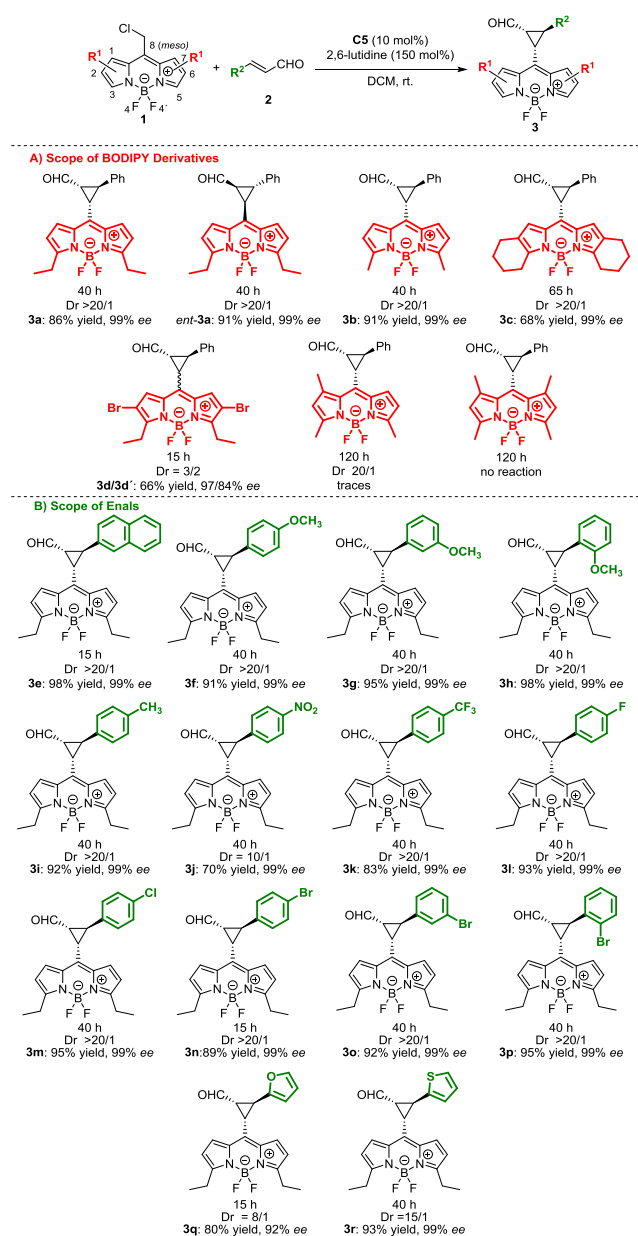 Cl
8 (meso)
R¹ 1 7 R¹
2 6
3 N N 5
B
4 F F 4´
1
+
R² CHO
2
C5 (10 mol%)
2,6-lutidine (150 mol%)
DCM, rt.
OHC R²
R¹ R¹
N N
B
F F
3
A) Scope of BODIPY Derivatives
OHC Ph
N N
B
F F
40 h
Dr >20/1
3a: 86% yield, 99% ee
OHC Ph
N N
B
F F
40 h
Dr >20/1
ent-3a: 91% yield, 99% ee
OHC Ph
N N
B
F F
40 h
Dr >20/1
3b: 91% yield, 99% ee
OHC Ph
N N
B
F F
65 h
Dr >20/1
3c: 68% yield, 99% ee
OHC Ph
Br Br
N N
B
F F
15 h
Dr = 3/2
3d/3d´: 66% yield, 97/84% ee
OHC Ph
N N
B
F F
120 h
Dr 20/1
traces
OHC Ph
N N
B
F F
120 h
no reaction
B) Scope of Enals
OHC
N N
B
F F
15 h
Dr >20/1
3e: 98% yield, 99% ee
OCH₃
OHC
N N
B
F F
40 h
Dr >20/1
3f: 91% yield, 99% ee
OHC
OCH₃
N N
B
F F
40 h
Dr >20/1
3g: 95% yield, 99% ee
OHC
OCH₃
N N
B
F F
40 h
Dr >20/1
3h: 98% yield, 99% ee
CH₃
OHC
N N
B
F F
40 h
Dr >20/1
3i: 92% yield, 99% ee
NO₂
OHC
N N
B
F F
40 h
Dr = 10/1
3j: 70% yield, 99% ee
CF₃
OHC
N N
B
F F
40 h
Dr >20/1
3k: 83% yield, 99% ee
F
OHC
N N
B
F F
40 h
Dr >20/1
3l: 93% yield, 99% ee
Cl
OHC
N N
B
F F
40 h
Dr >20/1
3m: 95% yield, 99% ee
Br
OHC
N N
B
F F
15 h
Dr >20/1
3n:89% yield, 99% ee
OHC
Br
N N
B
F F
40 h
Dr >20/1
3o: 92% yield, 99% ee
OHC
Br
N N
B
F F
40 h
Dr >20/1
3p: 95% yield, 99% ee
O
OHC
N N
B
F F
15 h
Dr = 8/1
3q: 80% yield, 92% ee
S
OHC
N N
B
F F
40 h
Dr =15/1
3r: 93% yield, 99% ee